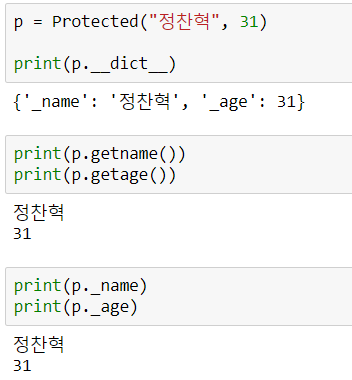 p = Protected("정찬혁", 31)
print(p.__dict__)
{'_name': '정찬혁', '_age': 31}
print(p.getname())
print(p.getage())
정찬혁
31
print(p._name)
print(p._age)
정찬혁
31